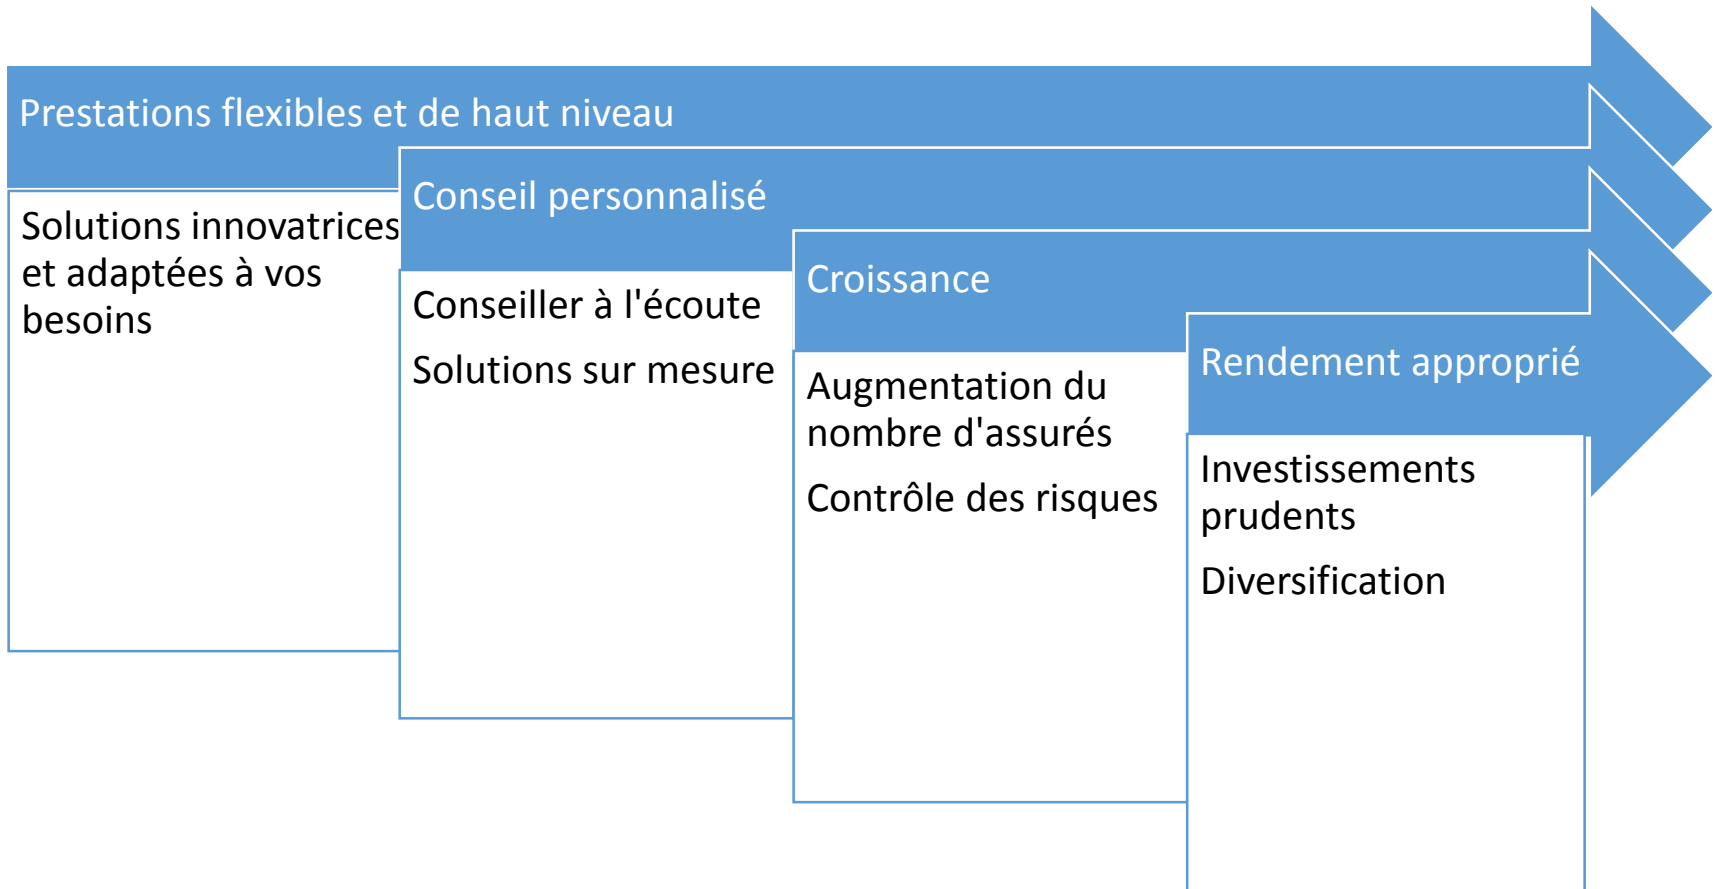 Prestations flexibles et de haut niveau
Solutions innovatrices
et adaptées à vos
besoins
Conseil personnalisé
Conseiller à l'écoute
Solutions sur mesure
Croissance
Augmentation du
nombre d'assurés
Contrôle des risques
Rendement approprié
Investissements
prudents
Diversification